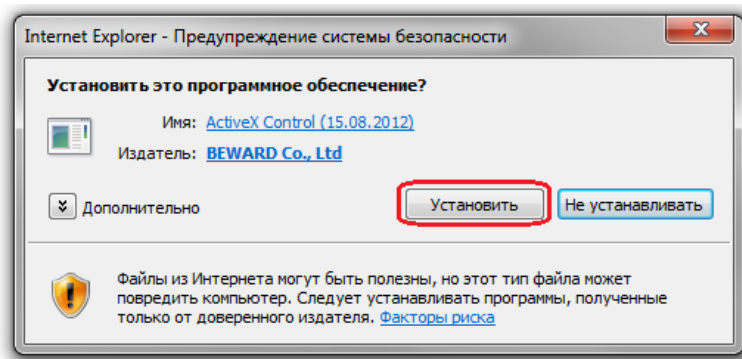 Internet Explorer - Предупреждение системы безопасности
Установить это программное обеспечение?
Имя: ActiveX Control (15.08.2012)
Издатель: BEWARD Co., Ltd
Дополнительно
Установить
Не устанавливать
Файлы из Интернета могут быть полезны, но этот тип файла может
повредить компьютер. Следует устанавливать программы, полученные
только от доверенного издателя. Факторы риска